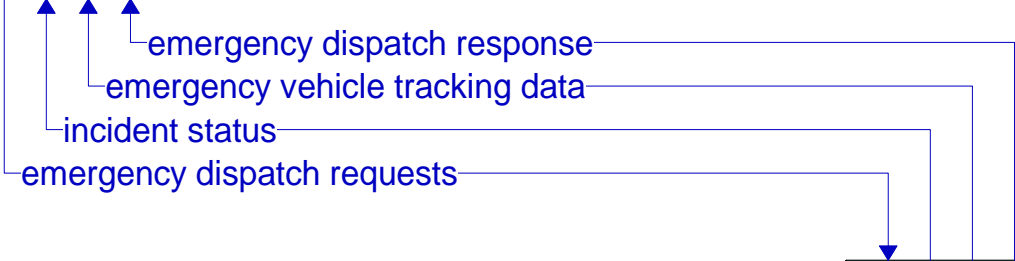 emergency dispatch response
emergency vehicle tracking data
incident status
emergency dispatch requests